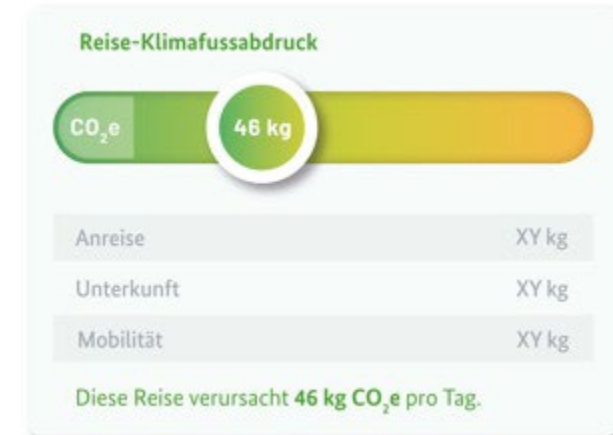 Reise-Klimafussabdruck
CO₂e 46 kg
Anreise XY kg
Unterkunft XY kg
Mobilität XY kg
Diese Reise verursacht 46 kg CO₂e pro Tag.